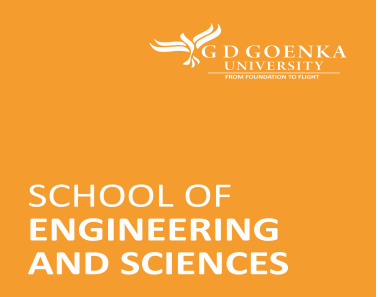 G D GOENKA
UNIVERSITY
FROM FOUNDATION TO FLIGHT
SCHOOL OF
ENGINEERING
AND SCIENCES